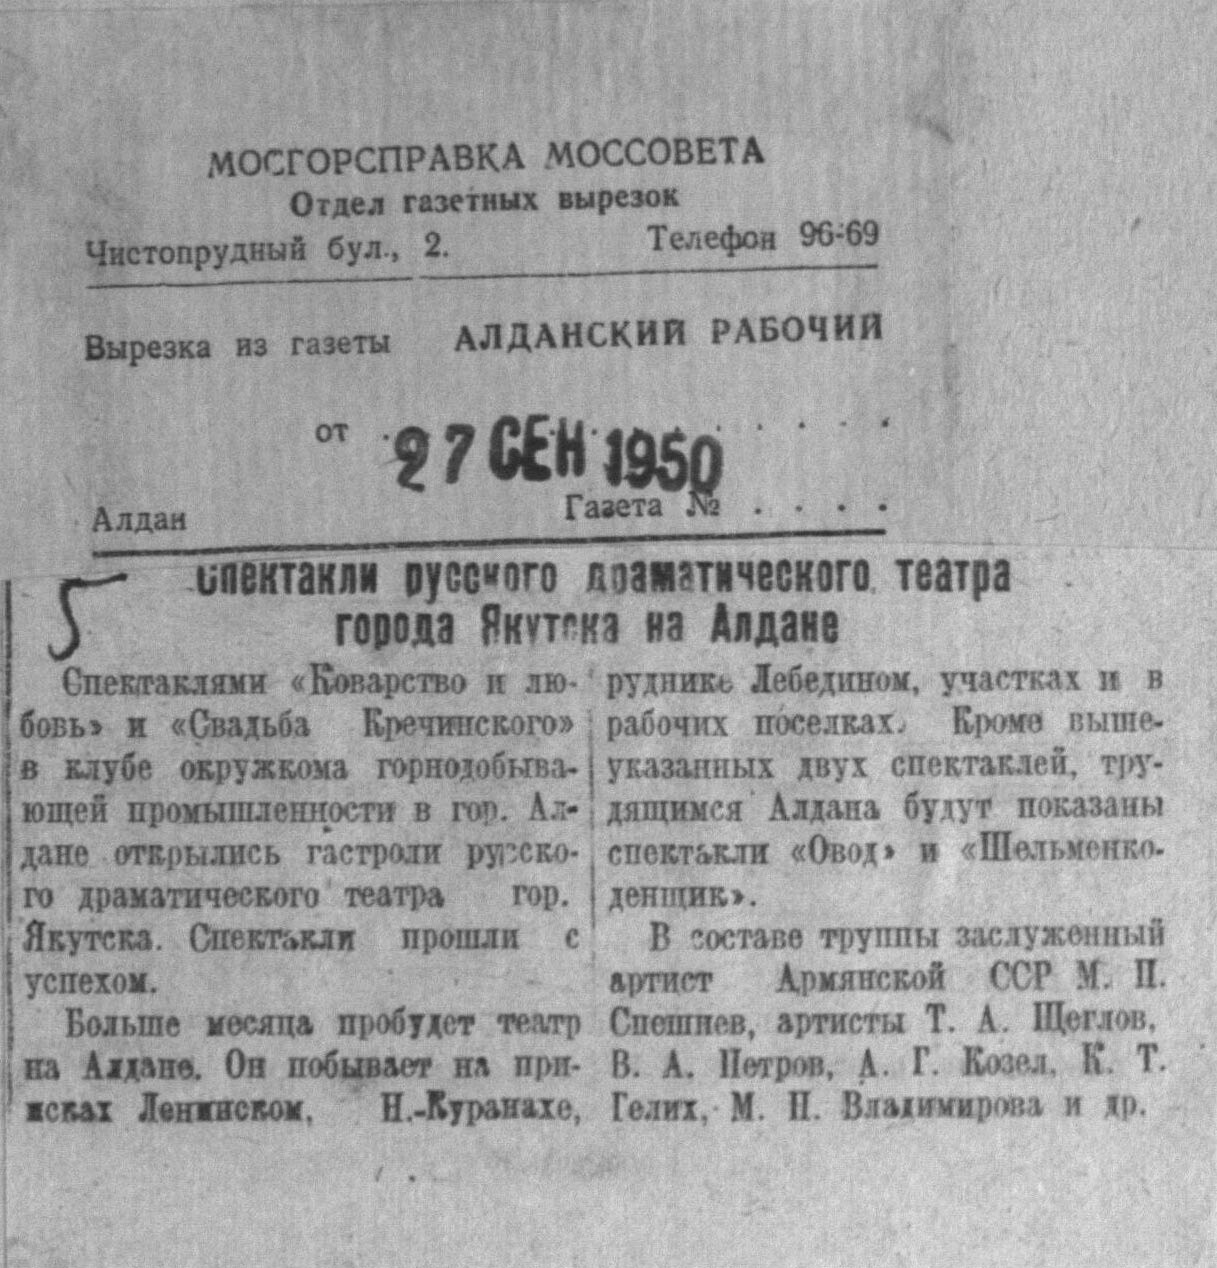 МОСГОРСПРАВКА МОССОВЕТА
Отдел газетных вырезок
Чистопрудный бул., 2. Телефон 96-69
Вырезка из газеты АЛДАНСКИЙ РАБОЧИЙ
от 27 СЕН 1950
Алдан Газета № . . . .
5
Спектакли русского драматического театра
города Якутска на Алдане
Спектаклями «Коварство и лю-
бовь» и «Свадьба Кречинского»
в клубе окружкома горнодобыва-
ющей промышленности в гор. Ал-
дане открылись гастроли русско-
го драматического театра гор.
Якутска. Спектакли прошли с
успехом.
Больше месяца пробудет театр
на Алдане. Он побывает на при-
исках Ленинском, Н.-Куранахе,
руднике Лебедином, участках и в
рабочих поселках. Кроме выше-
указанных двух спектаклей, тру-
дящимся Алдана будут показаны
спектакли «Овод» и «Шельменко-
денщик».
В составе труппы заслуженный
артист Армянской ССР М. П.
Спешнев, артисты Т. А. Щеглов,
В. А. Петров, А. Г. Козел, К. Т.
Гелих, М. Н. Владимирова и др.